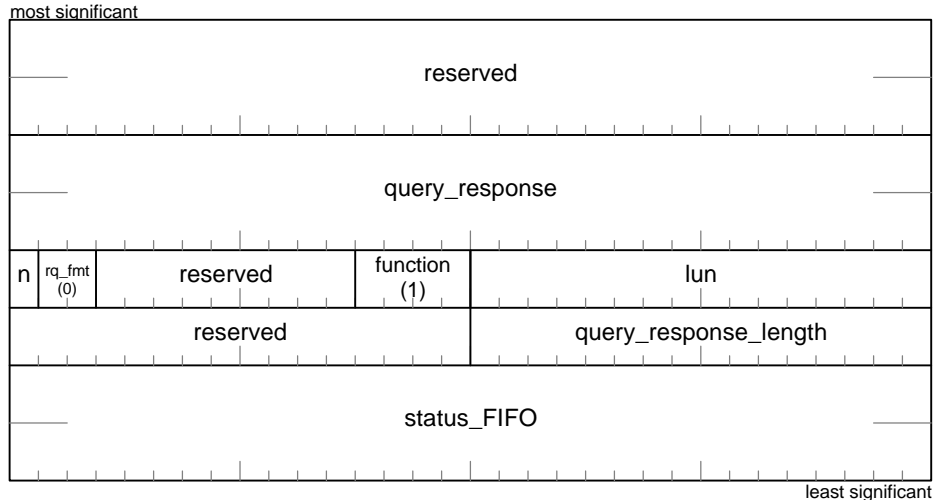 most significant
reserved
query_response
n
rq_fmt
(0)
reserved
function
(1)
lun
reserved
query_response_length
status_FIFO
least significant